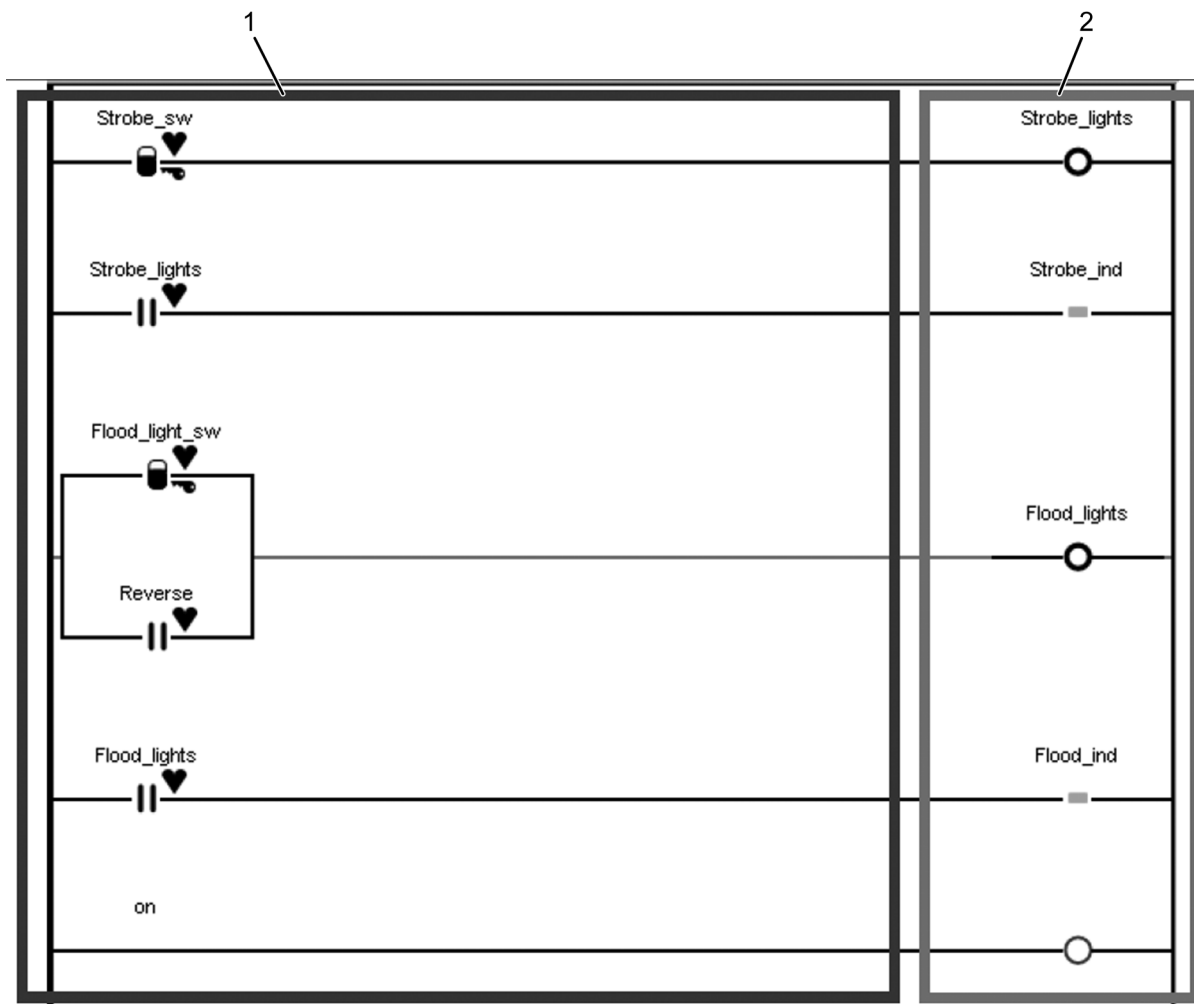 1 2
Strobe_sw Strobe_lights
Strobe_lights Strobe_ind
Flood_light_sw
Flood_lights
Reverse
Flood_lights Flood_ind
on